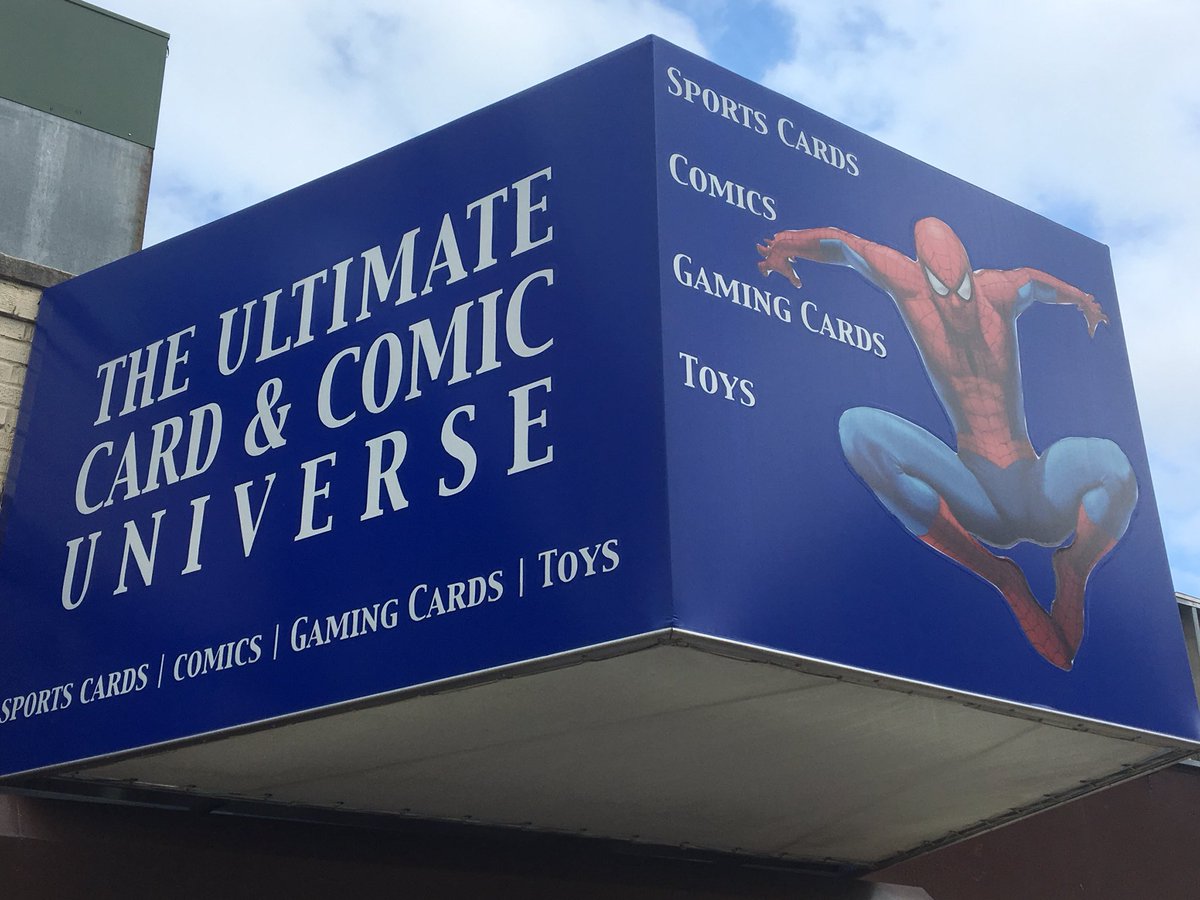 THE ULTIMATE
CARD & COMIC
UNIVERSE
SPORTS CARDS | COMICS | GAMING CARDS | TOYS
SPORTS CARDS
COMICS
GAMING CARDS
TOYS